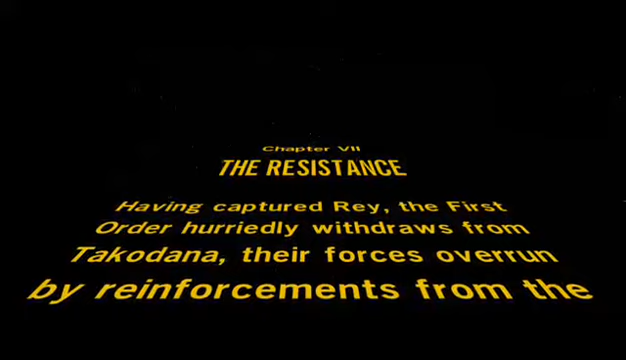 Chapter VII
THE RESISTANCE
Having captured Rey, the First
Order hurriedly withdraws from
Takodana, their forces overrun
by reinforcements from the